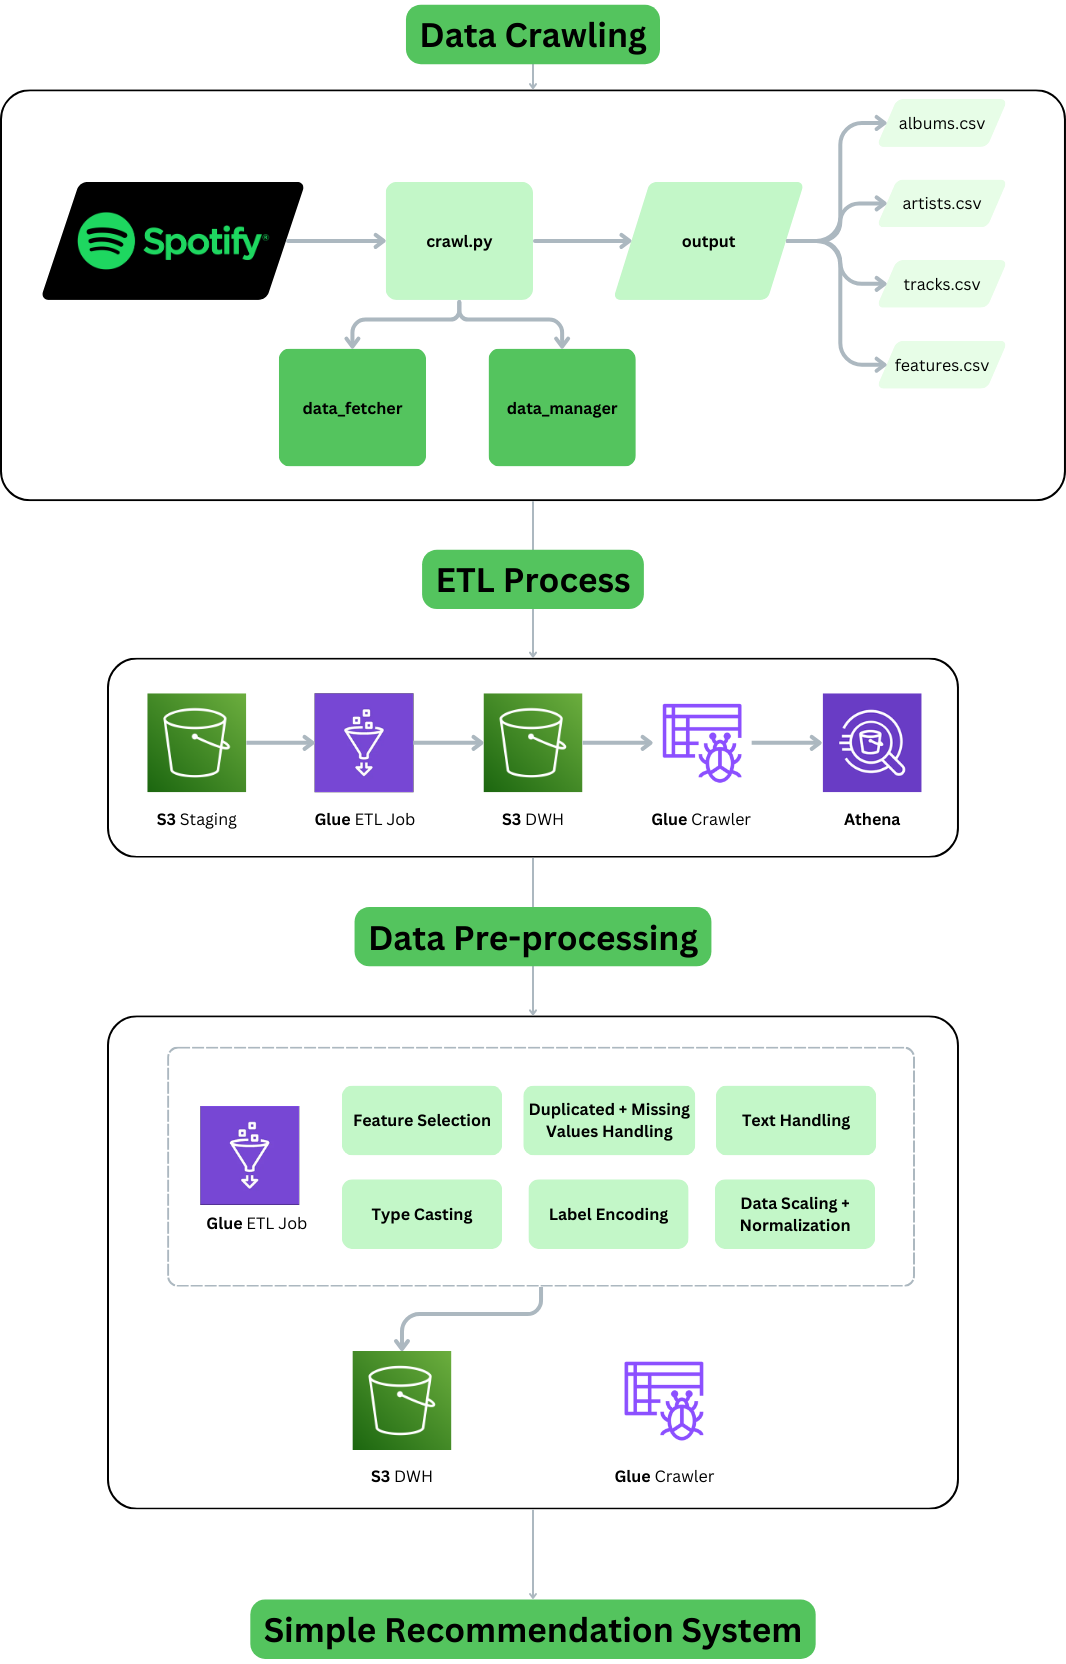 Data Crawling
Spotify®
crawl.py
output
albums.csv
artists.csv
tracks.csv
features.csv
data_fetcher
data_manager
ETL Process
S3 Staging
Glue ETL Job
S3 DWH
Glue Crawler
Athena
Data Pre-processing
Feature Selection
Duplicated + Missing
Values Handling
Text Handling
Type Casting
Label Encoding
Data Scaling +
Normalization
Glue ETL Job
S3 DWH
Glue Crawler
Simple Recommendation System